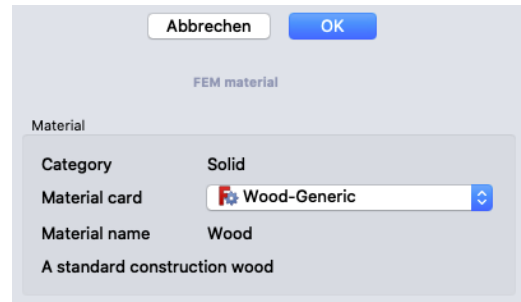 Abbrechen OK
FEM material
Material
Category Solid
Material card Wood-Generic
Material name Wood
A standard construction wood